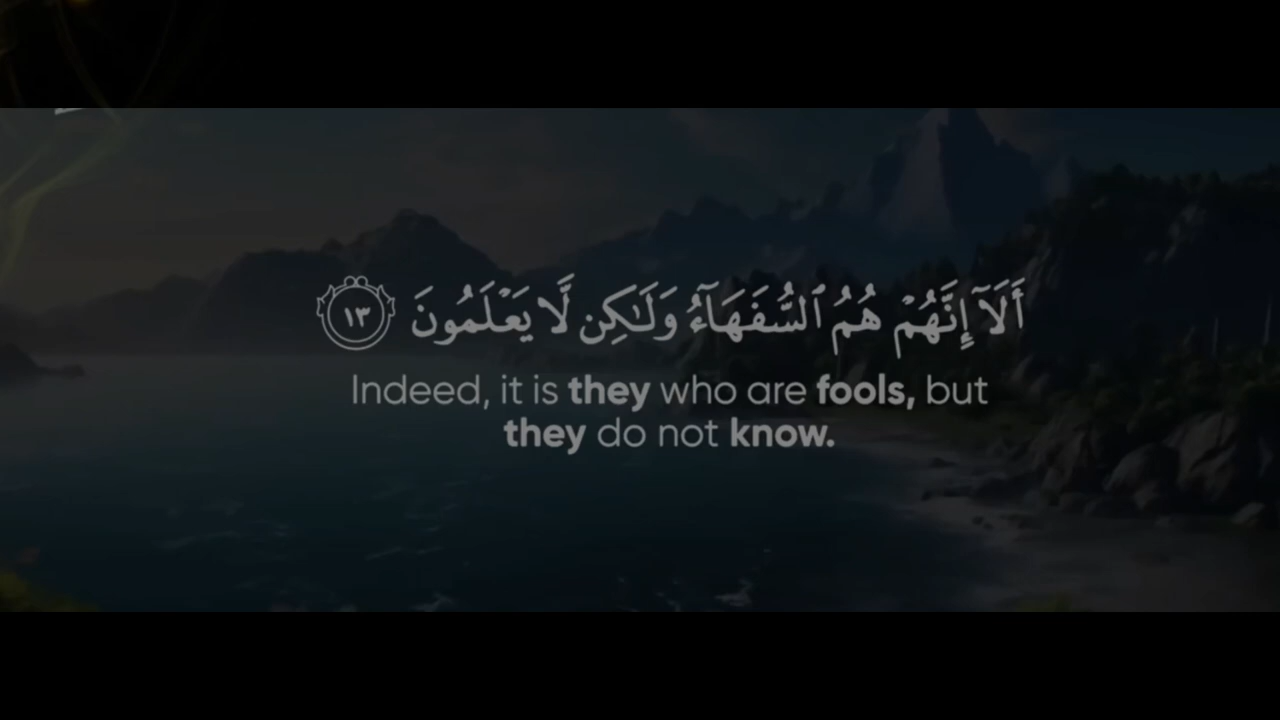 أَلَآ إِنَّهُمْ هُمُ ٱلسُّفَهَآءُ وَلَـٰكِن لَّا يَعْلَمُونَ ١٣
Indeed, it is they who are fools, but
they do not know.